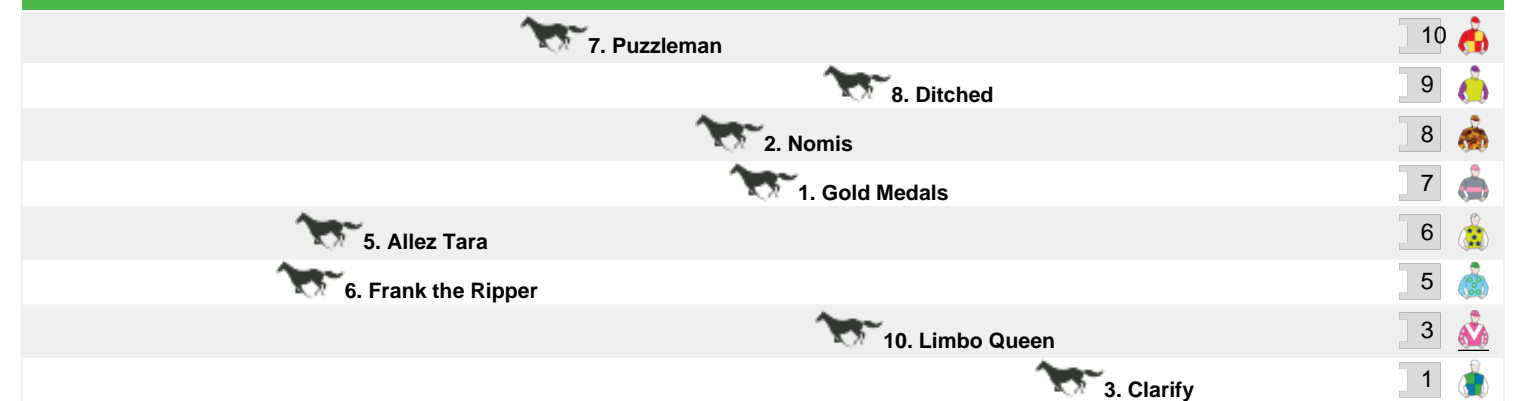 7. Puzzleman 10
8. Ditched 9
2. Nomis 8
1. Gold Medals 7
5. Allez Tara 6
6. Frank the Ripper 5
10. Limbo Queen 3
3. Clarify 1